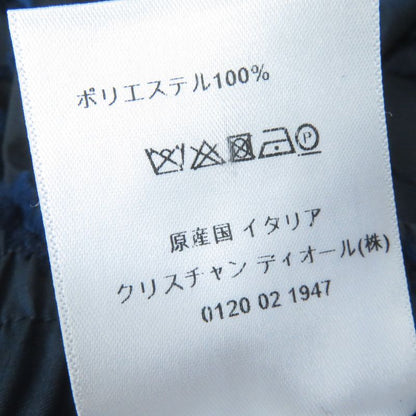 ポリエステル100%
P
原産国 イタリア
クリスチャン ディオール(株)
0120 02 1947